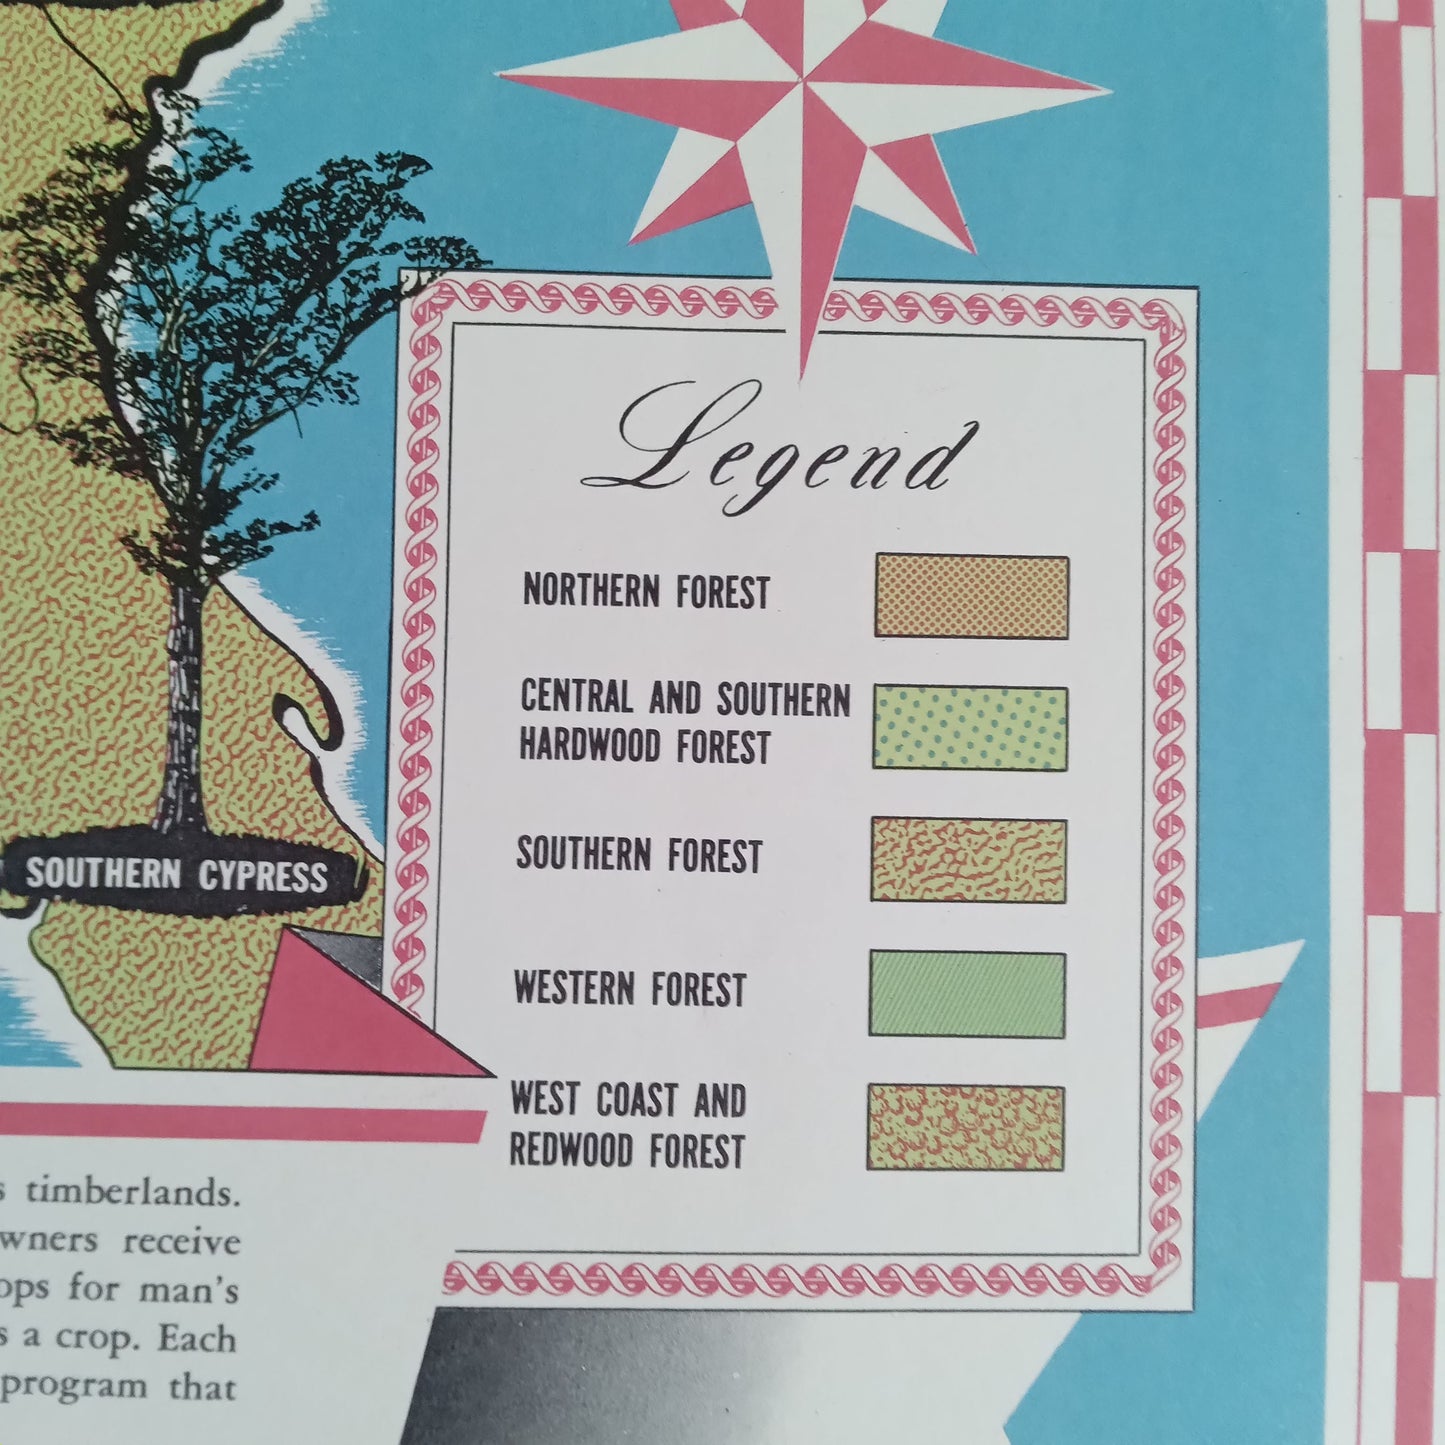 Legend
NORTHERN FOREST
CENTRAL AND SOUTHERN
HARDWOOD FOREST
SOUTHERN FOREST
WESTERN FOREST
WEST COAST AND
REDWOOD FOREST
SOUTHERN CYPRESS
timberlands.
receive
for man's
a crop. Each
program that